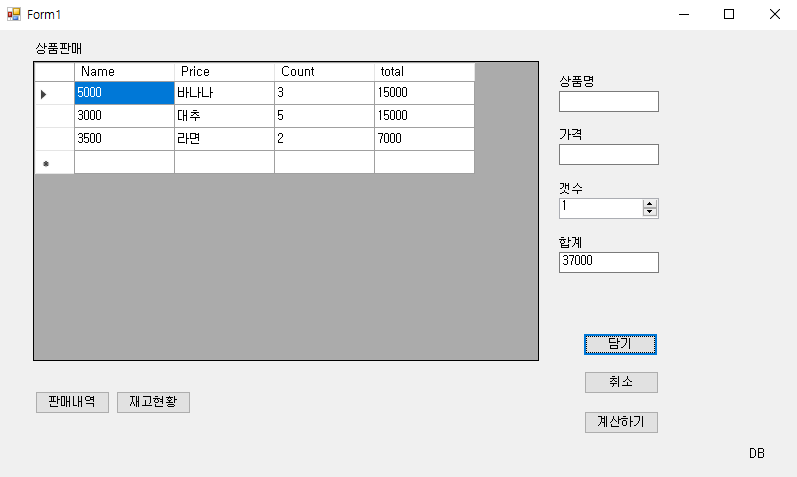 Form1
상품판매
Name Price Count total
5000 바나나 3 15000
3000 대추 5 15000
3500 라면 2 7000
상품명
가격
갯수
1
합계
37000
담기
취소
계산하기
판매내역 재고현황
DB